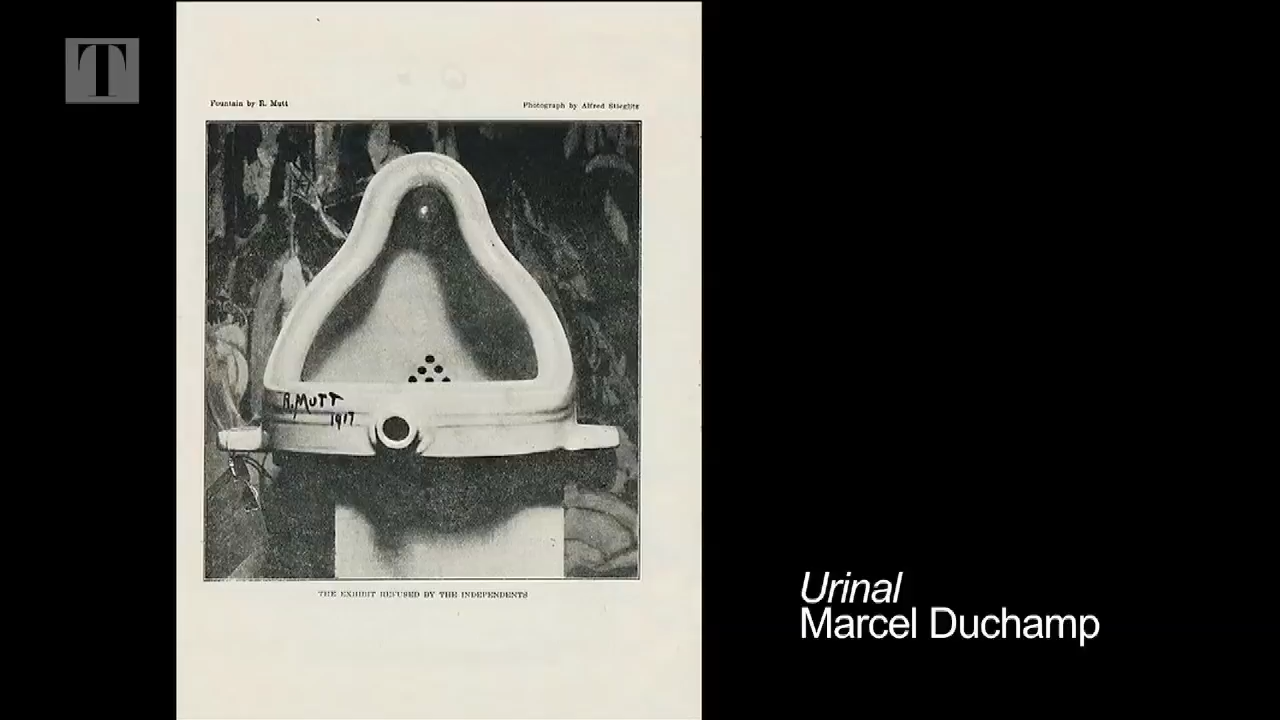 T
Fountain by R. Mutt
Photograph by Alfred Stieglitz
R. MUTT
1917
THE EXHIBIT REFUSED BY THE INDEPENDENTS
Urinal
Marcel Duchamp